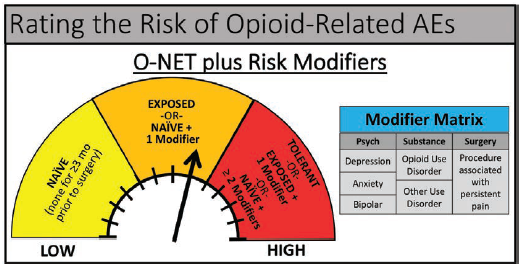 Rating the Risk of Opioid-Related AEs
O-NET plus Risk Modifiers
NAÏVE
(none for ≥3 mo
prior to surgery)
EXPOSED
-OR-
NAÏVE +
1 Modifier
TOLERANT
-OR-
EXPOSED +
1 Modifier
-OR-
NAÏVE +
≥ 2 Modifiers
LOW
HIGH
Modifier Matrix
Psych Substance Surgery
Depression
Anxiety
Bipolar
Opioid Use
Disorder
Other Use
Disorder
Procedure
associated
with
persistent
pain